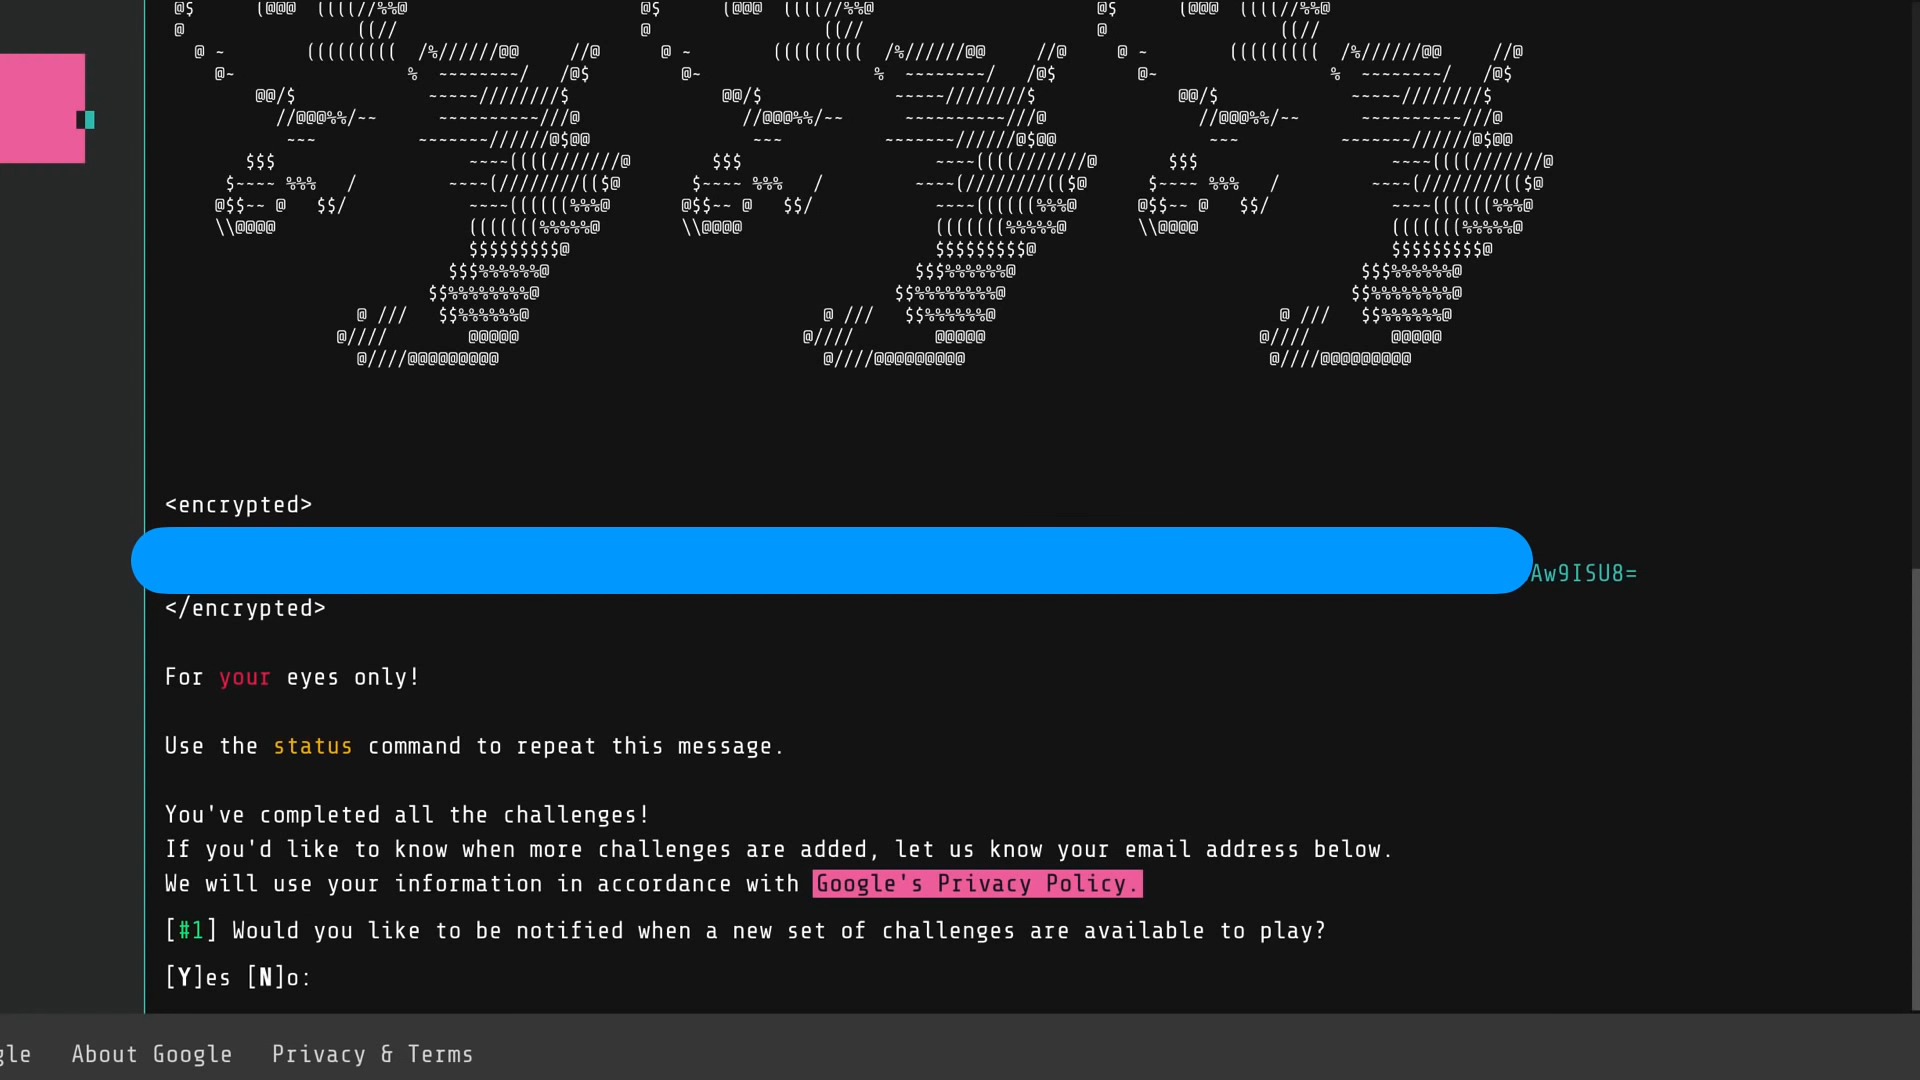 @$      (@@@  ((((//%%@                       @$      (@@@  ((((//%%@                      @$      (@@@  ((((//%%@
@                 ((//                        @                 ((//                       @                 ((//
@ ~        (((((((((  /%//////@@     //@      @ ~        (((((((((  /%//////@@     //@       @ ~        (((((((((  /%//////@@     //@
@~                 %  ~~~~~~~~/   /@$         @~                 %  ~~~~~~~~/   /@$        @~                 %  ~~~~~~~~/   /@$
@@/$             ~~~~~////////$               @@/$             ~~~~~////////$              @@/$             ~~~~~////////$
//@@@%%/~~      ~~~~~~~~~~///@                //@@@%%/~~      ~~~~~~~~~~///@               //@@@%%/~~      ~~~~~~~~~~///@
~~~          ~~~~~~~//////@$@@                ~~~          ~~~~~~~//////@$@@               ~~~          ~~~~~~~//////@$@@
$$$                   ~~~~((((///////@        $$$                   ~~~~((((///////@       $$$                   ~~~~((((///////@
$~~~~ %%%   /         ~~~~(////////(($@       $~~~~ %%%   /         ~~~~(////////(($@      $~~~~ %%%   /         ~~~~(////////(($@
@$$~~ @   $$/            ~~~~((((((%%%@       @$$~~ @   $$/            ~~~~((((((%%%@      @$$~~ @   $$/            ~~~~((((((%%%@
\\@@@@                   (((((((%%%%%@        \\@@@@                   (((((((%%%%%@       \\@@@@                   (((((((%%%%%@
$$$$$$$$$@                                    $$$$$$$$$@                                   $$$$$$$$$@
$$$%%%%%%@                                    $$$%%%%%%@                                   $$$%%%%%%@
$$%%%%%%%%@                                   $$%%%%%%%%@                                  $$%%%%%%%%@
@ ///   $$%%%%%%@                             @ ///   $$%%%%%%@                            @ ///   $$%%%%%%@
@////        @@@@@                            @////        @@@@@                           @////        @@@@@
@////@@@@@@@@@                                @////@@@@@@@@@                               @////@@@@@@@@@
<encrypted>
Aw9ISU8=
</encrypted>
For your eyes only!
Use the status command to repeat this message.
You've completed all the challenges!
If you'd like to know when more challenges are added, let us know your email address below.
We will use your information in accordance with Google's Privacy Policy.
[#1] Would you like to be notified when a new set of challenges are available to play?
[Y]es [N]o:
gle About Google Privacy & Terms